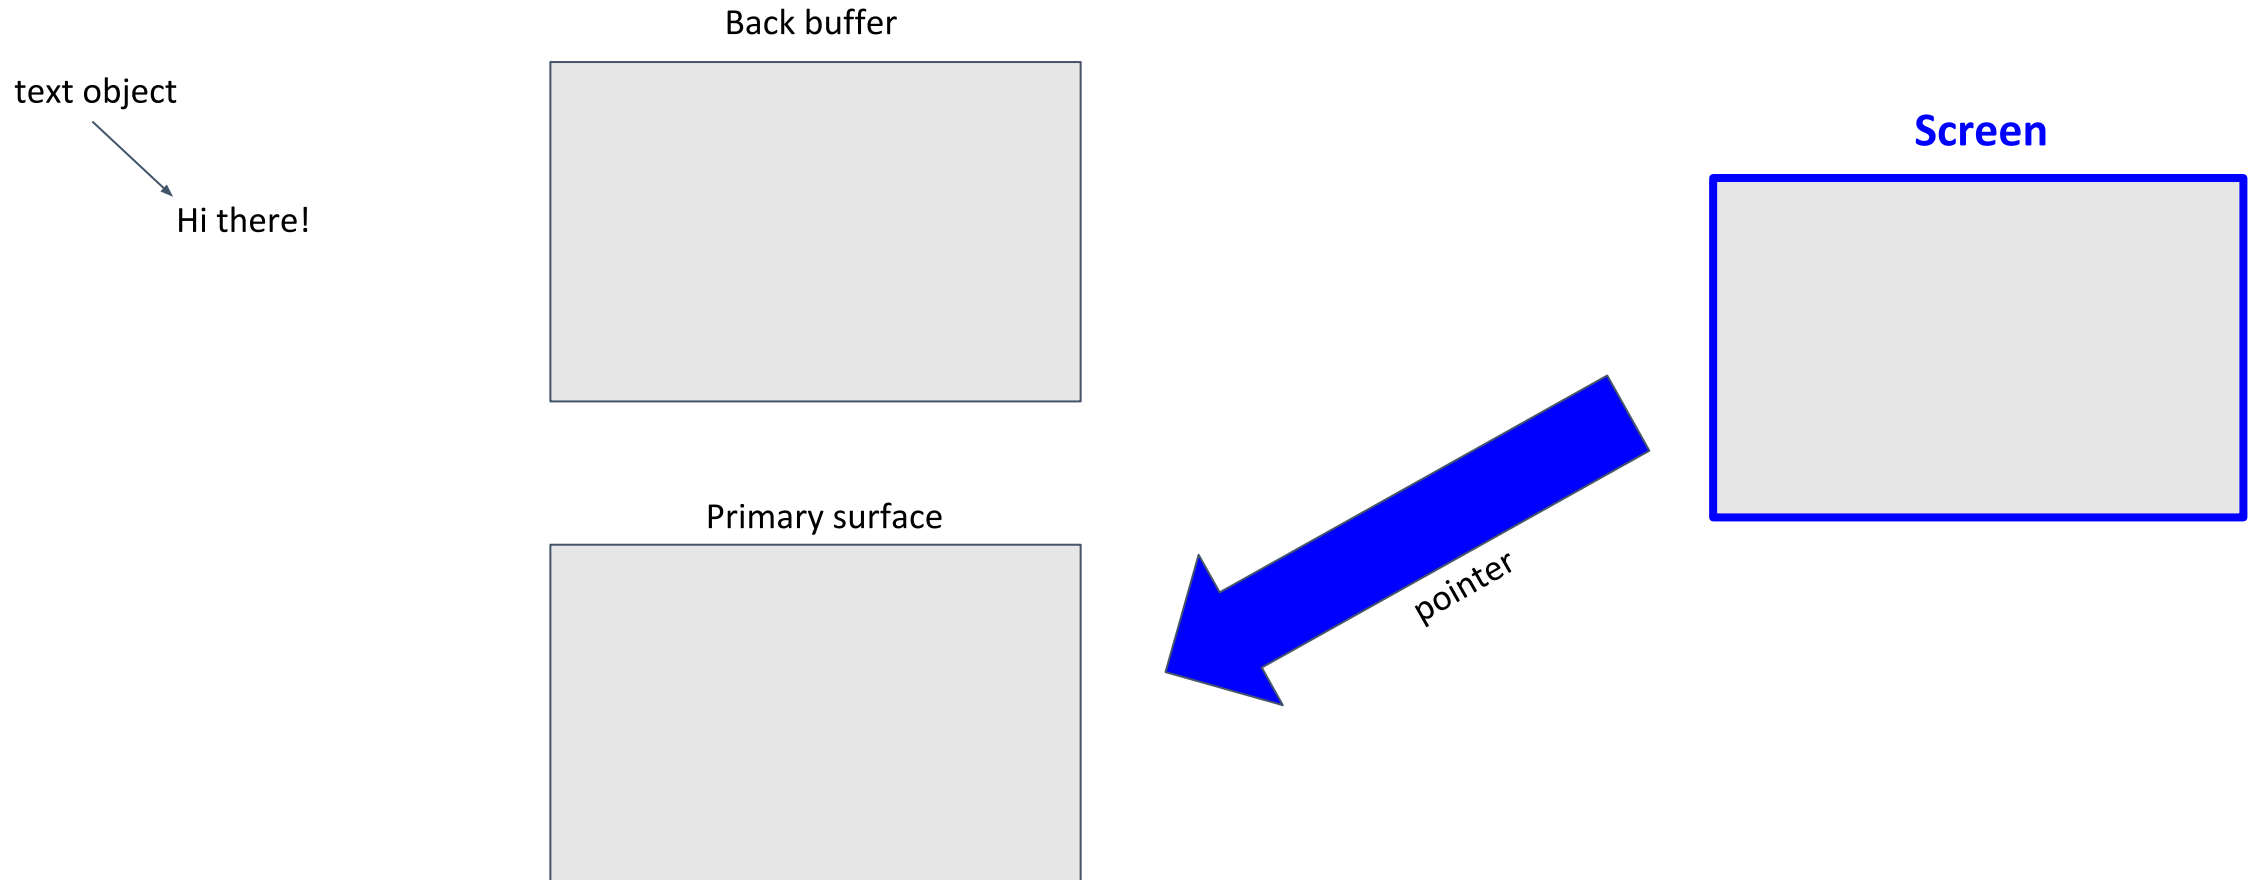 Back buffer
text object
Screen
Hi there!
Primary surface
pointer